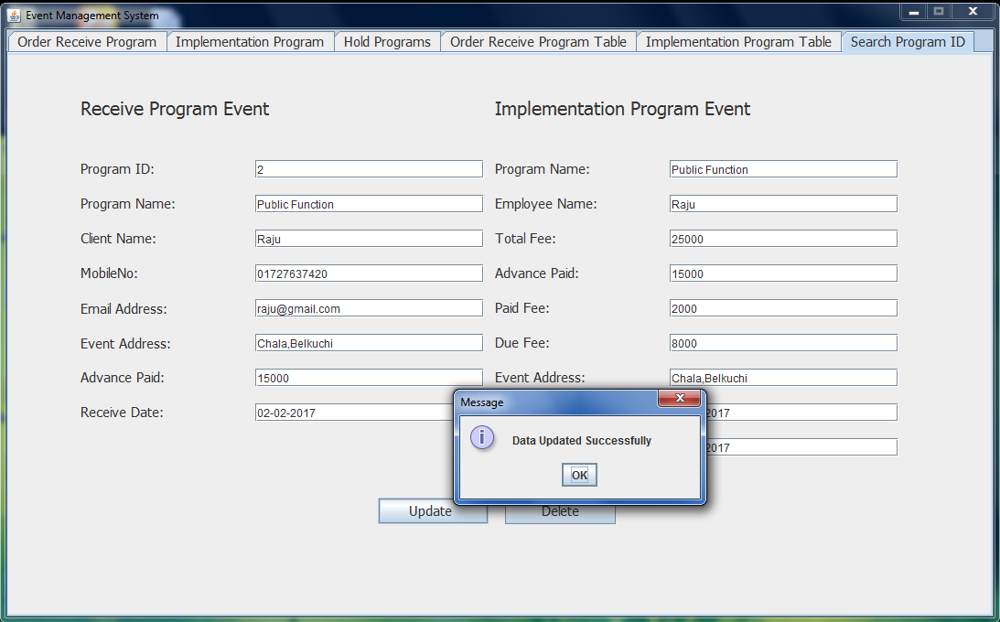 Event Management System
Order Receive Program Implementation Program Hold Programs Order Receive Program Table Implementation Program Table Search Program ID
Receive Program Event
Program ID: 2
Program Name: Public Function
Client Name: Raju
MobileNo: 01727637420
Email Address: raju@gmail.com
Event Address: Chala,Belkuchi
Advance Paid: 15000
Receive Date: 02-02-2017
Implementation Program Event
Program Name: Public Function
Employee Name: Raju
Total Fee: 25000
Advance Paid: 15000
Paid Fee: 2000
Due Fee: 8000
Event Address: Chala,Belkuchi
2017
2017
Message
Data Updated Successfully
OK
Update Delete